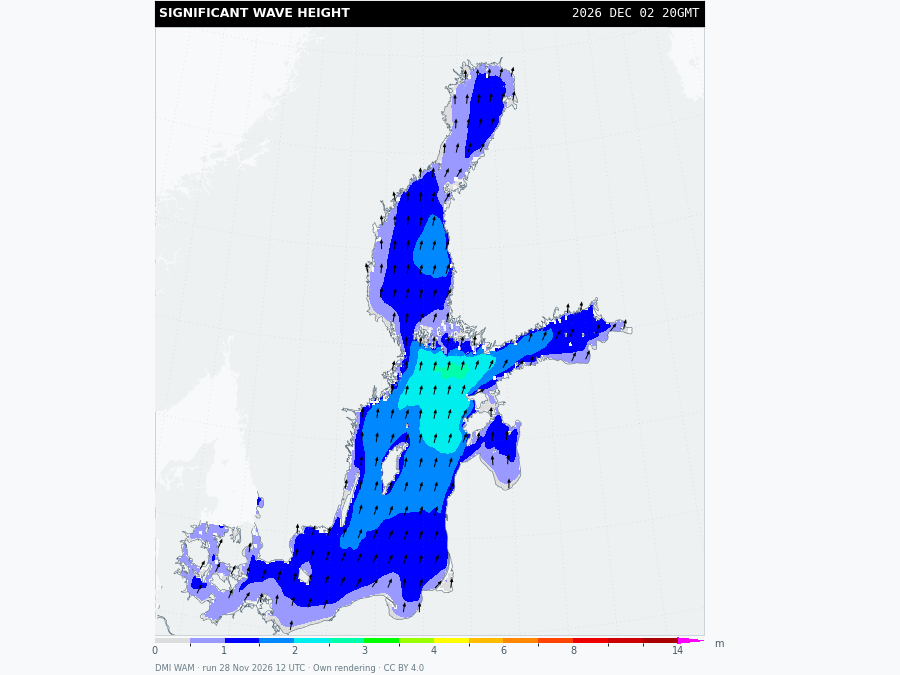 SIGNIFICANT WAVE HEIGHT 2026 DEC 02 20GMT
0 1 2 3 4 6 8 14 m
DMI WAM · run 28 Nov 2026 12 UTC · Own rendering · CC BY 4.0